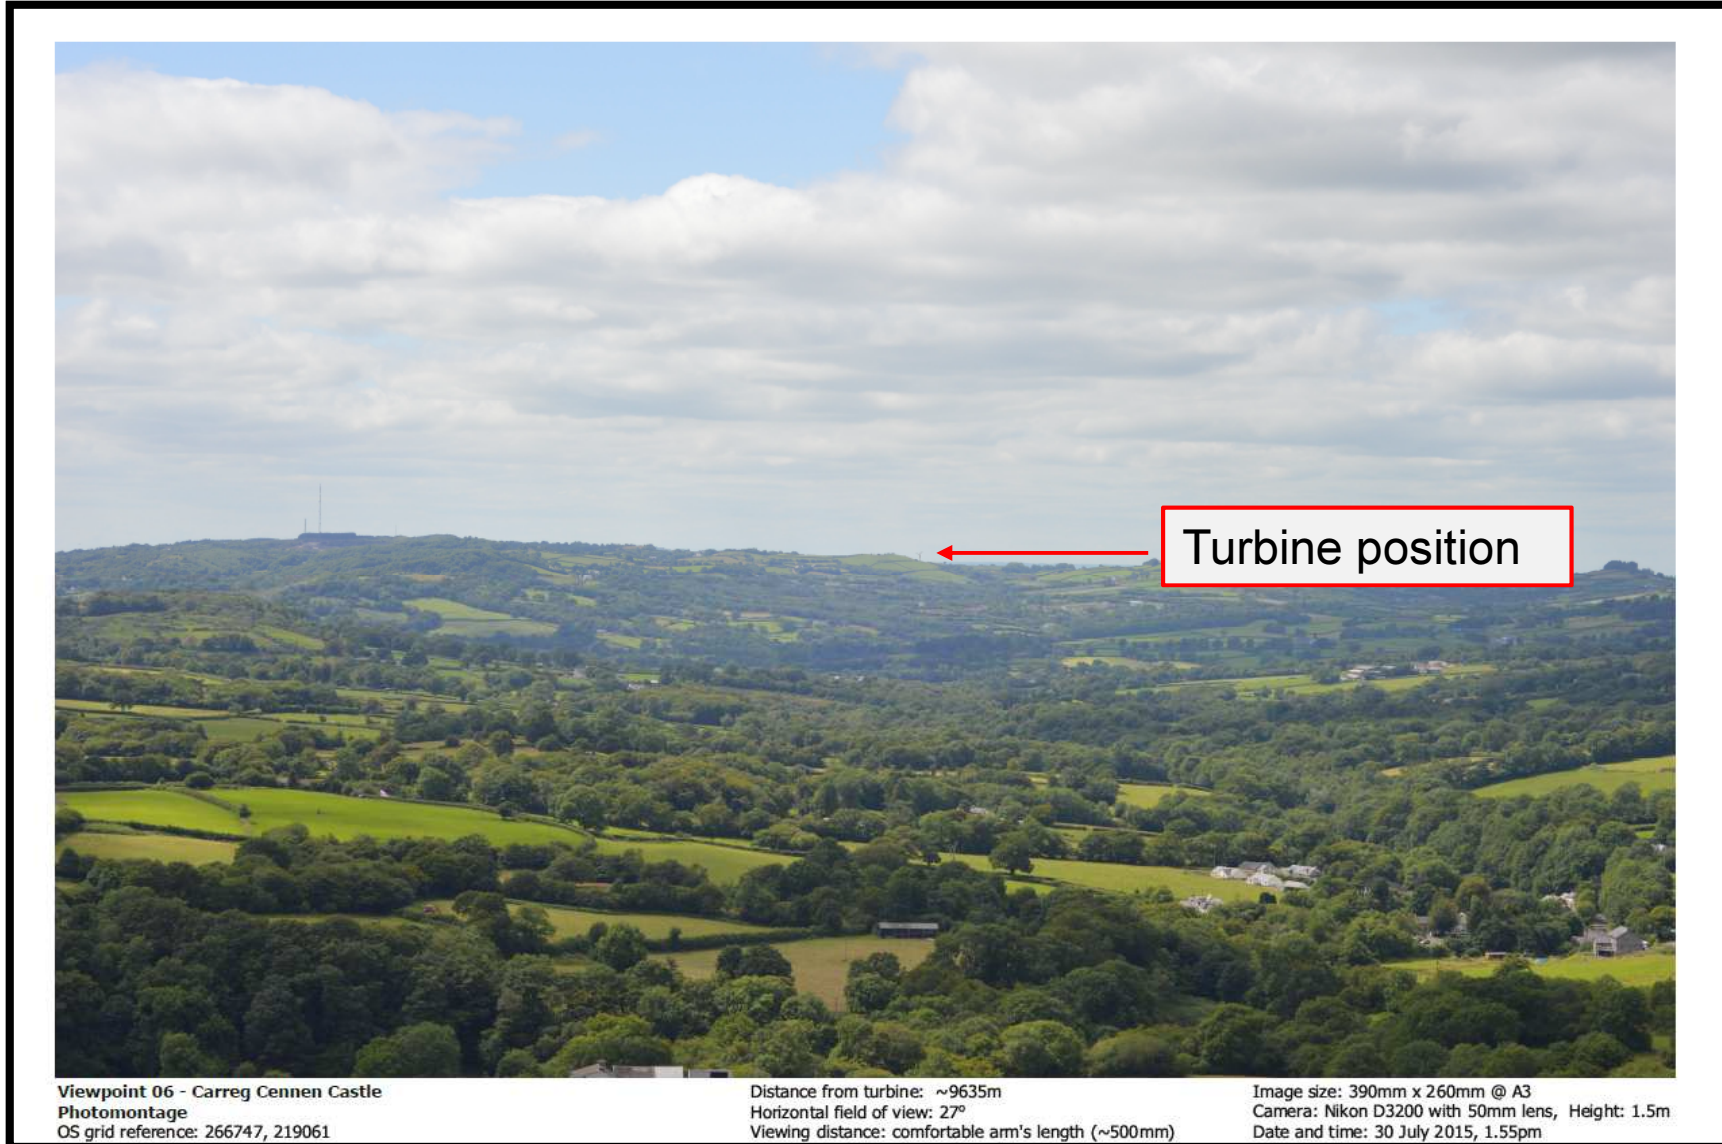 Turbine position
Viewpoint 06 - Carreg Cennen Castle
Photomontage
OS grid reference: 266747, 219061
Distance from turbine: ~9635m
Horizontal field of view: 27º
Viewing distance: comfortable arm's length (~500mm)
Image size: 390mm x 260mm @ A3
Camera: Nikon D3200 with 50mm lens, Height: 1.5m
Date and time: 30 July 2015, 1.55pm